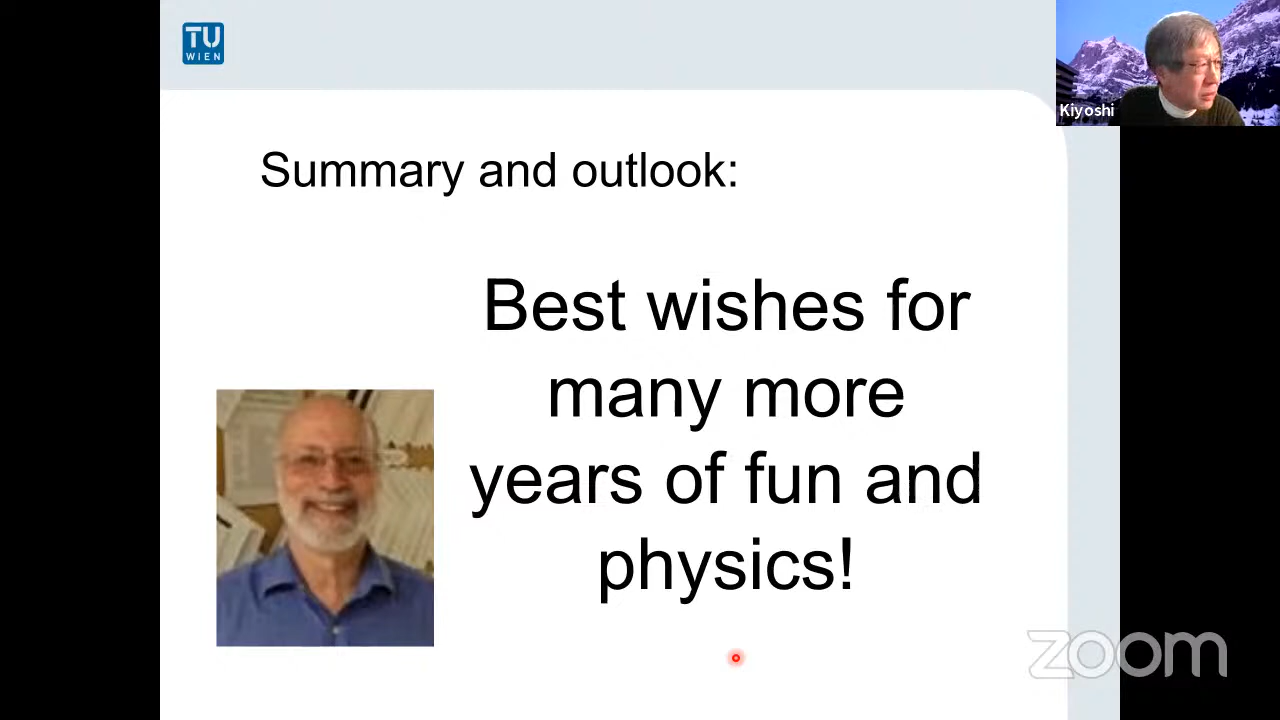 TU
WIEN
Kiyoshi
Summary and outlook:
Best wishes for
many more
years of fun and
physics!
zoom